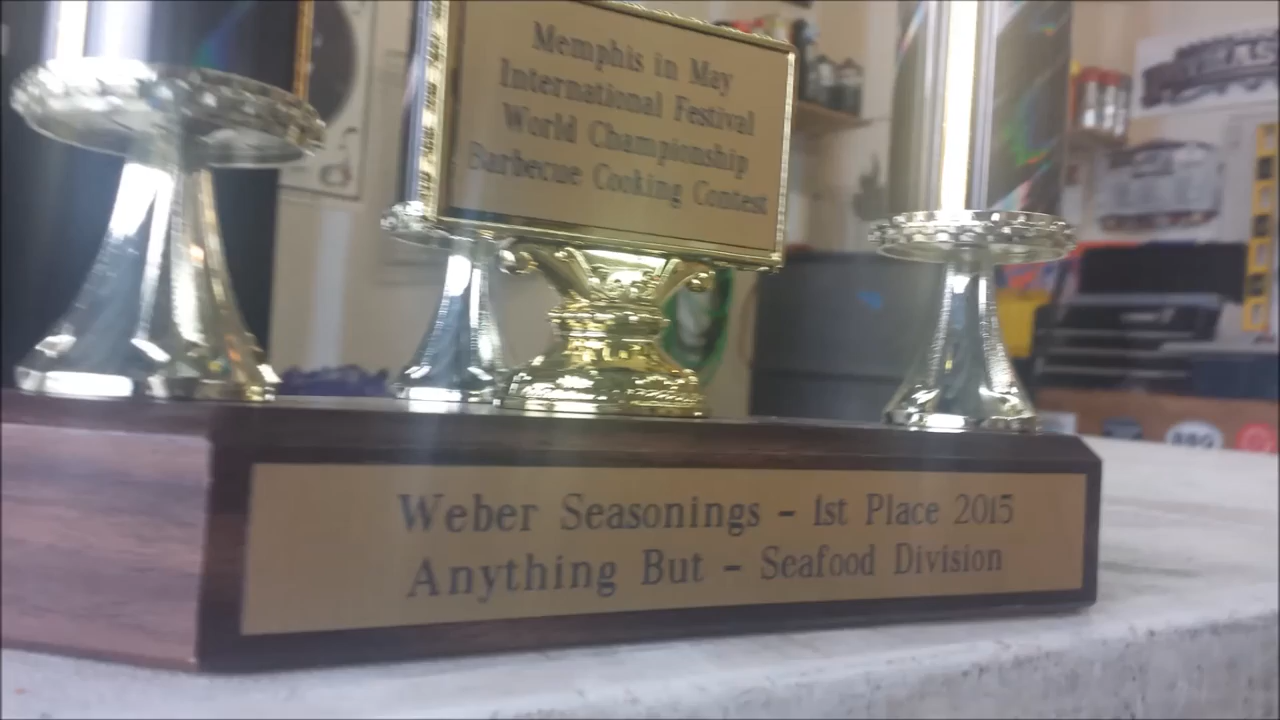 Memphis in May
International Festival
World Championship
Barbecue Cooking Contest
Weber Seasonings - 1st Place 2015
Anything But - Seafood Division
BBQ